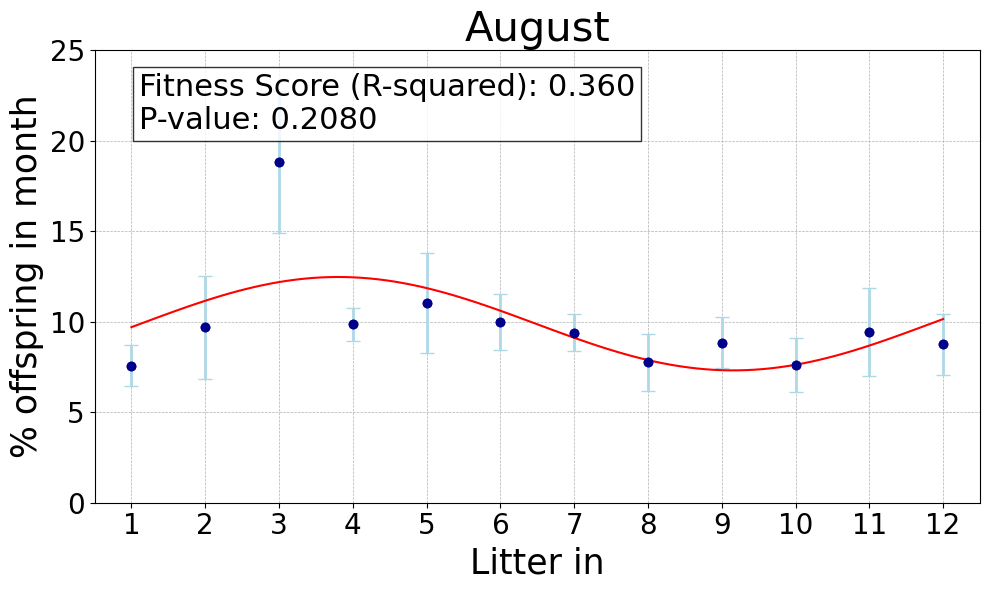 August
Fitness Score (R-squared): 0.360
P-value: 0.2080
% offspring in month
25
20
15
10
5
0
1 2 3 4 5 6 7 8 9 10 11 12
Litter in